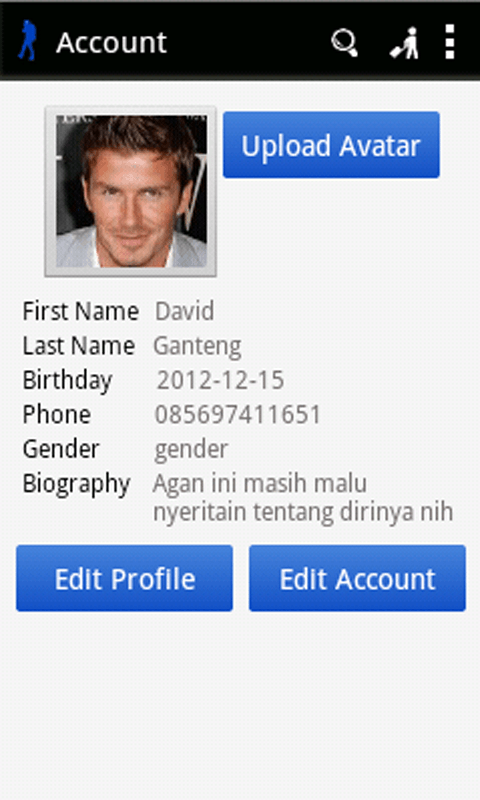 Account
Upload Avatar
First Name David
Last Name Ganteng
Birthday 2012-12-15
Phone 085697411651
Gender gender
Biography Agan ini masih malu
nyeritain tentang dirinya nih
Edit Profile Edit Account